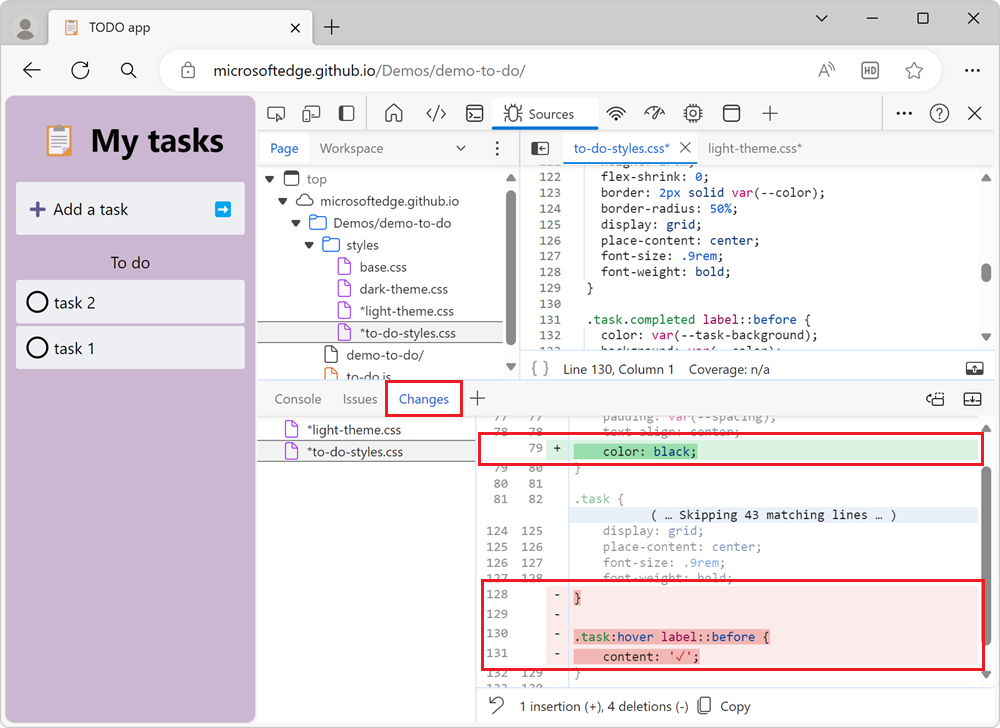 TODO app
microsoftedge.github.io/Demos/demo-to-do/
A
HD
My tasks
Add a task
To do
task 2
task 1
Sources
Page
Workspace
top
microsoftedge.github.io
Demos/demo-to-do
styles
base.css
dark-theme.css
*light-theme.css
*to-do-styles.css
demo-to-do/
to-do.js
to-do-styles.css*
light-theme.css*
122 flex-shrink: 0;
123 border: 2px solid var(--color);
124 border-radius: 50%;
125 display: grid;
126 place-content: center;
127 font-size: .9rem;
128 font-weight: bold;
129 }
130
131 .task.completed label::before {
132 color: var(--task-background);
133 background: var(--color);
{ } Line 130, Column 1 Coverage: n/a
Console
Issues
Changes
*light-theme.css
*to-do-styles.css
77 77 padding: var(--spacing);
78 78 text-align: center;
79 + color: black;
79 80 }
80 81
81 82 .task {
( … Skipping 43 matching lines … )
124 125 display: grid;
125 126 place-content: center;
126 127 font-size: .9rem;
127 128 font-weight: bold;
128 - }
129 -
130 - .task:hover label::before {
131 - content: '✓';
132 129 }
133 130
1 insertion (+), 4 deletions (-) Copy